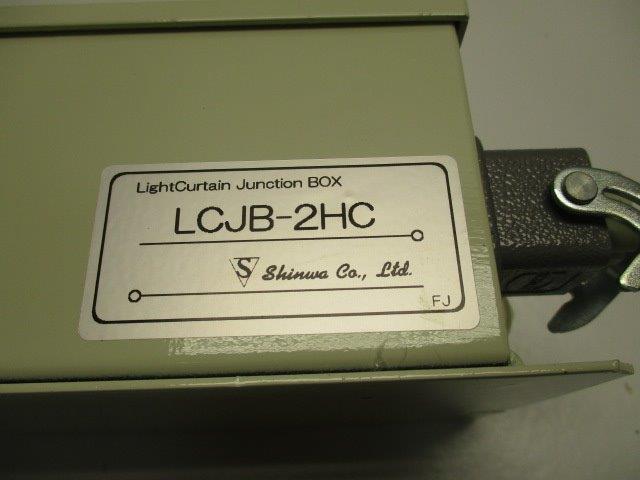 LightCurtain Junction BOX
LCJB-2HC
S Shinwa Co., Ltd.
FJ